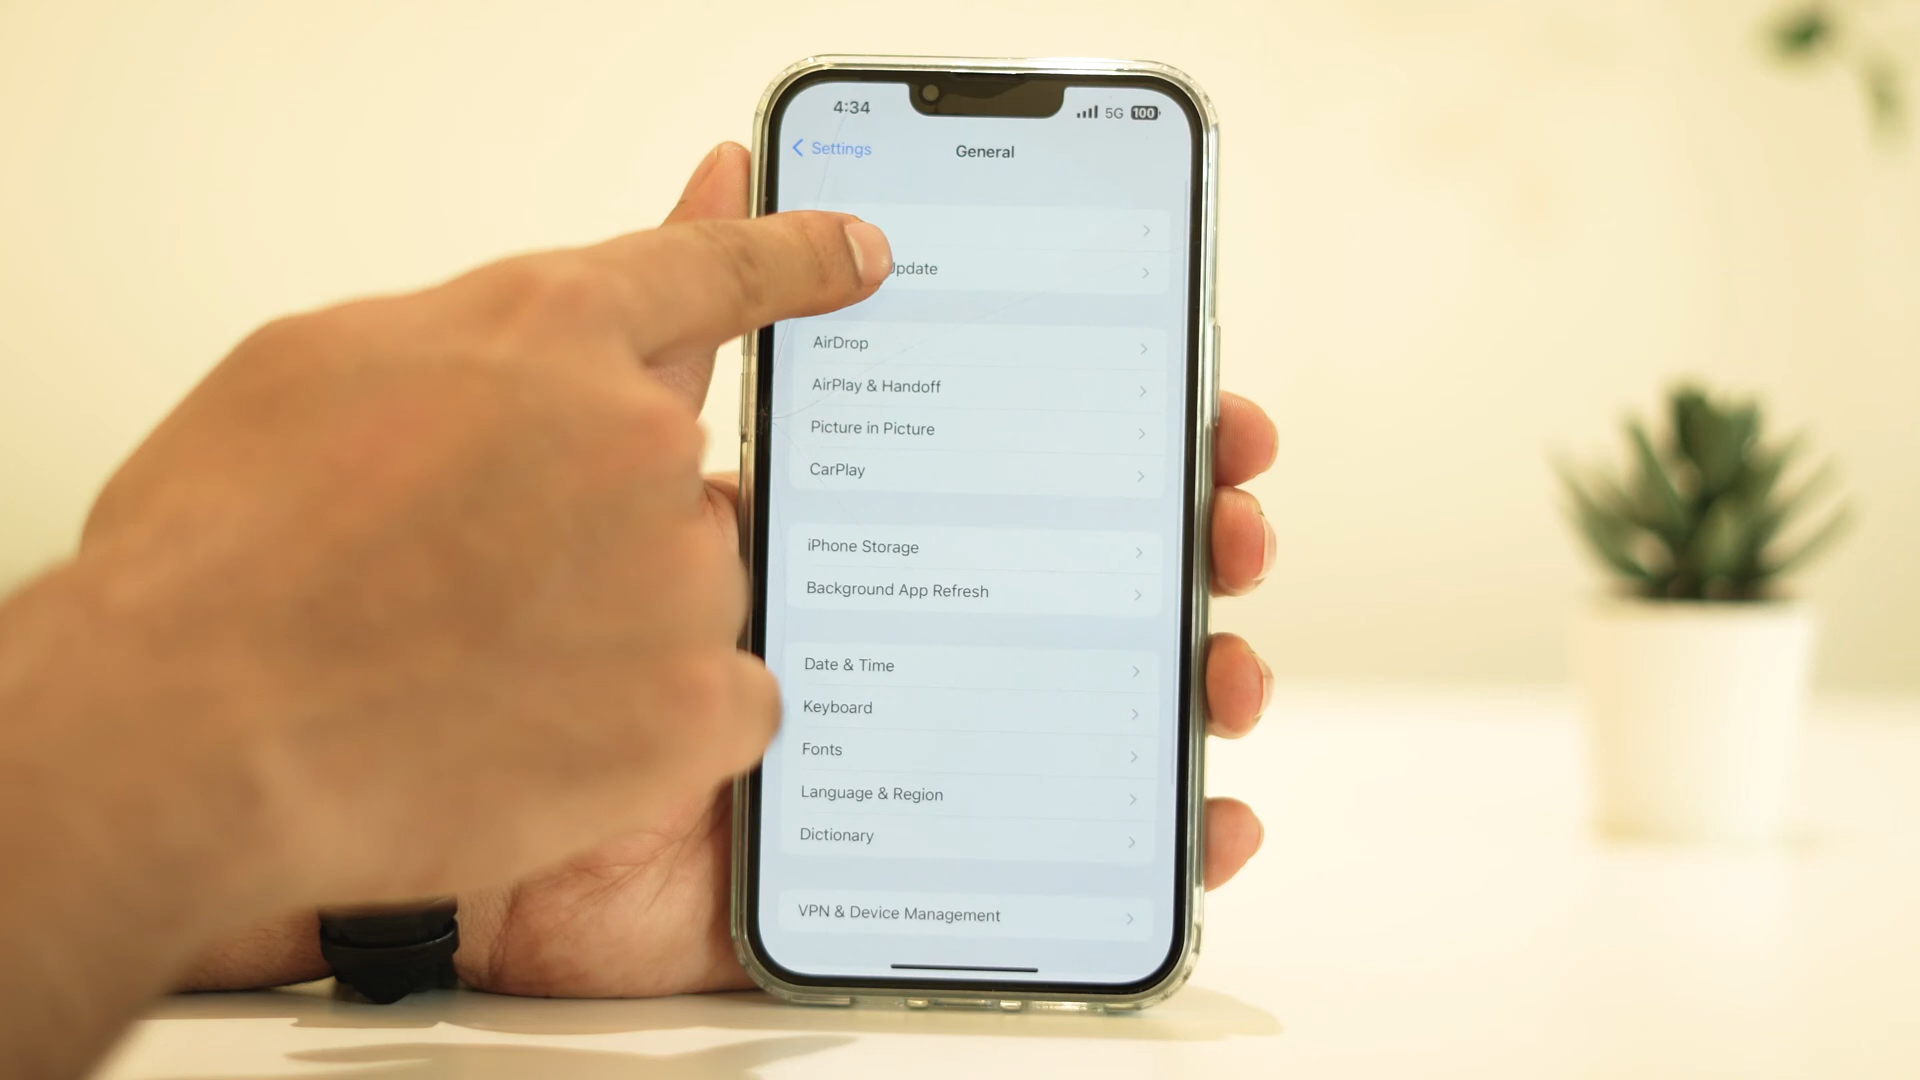 4:34
5G 100
Settings
General
Update
AirDrop
AirPlay & Handoff
Picture in Picture
CarPlay
iPhone Storage
Background App Refresh
Date & Time
Keyboard
Fonts
Language & Region
Dictionary
VPN & Device Management